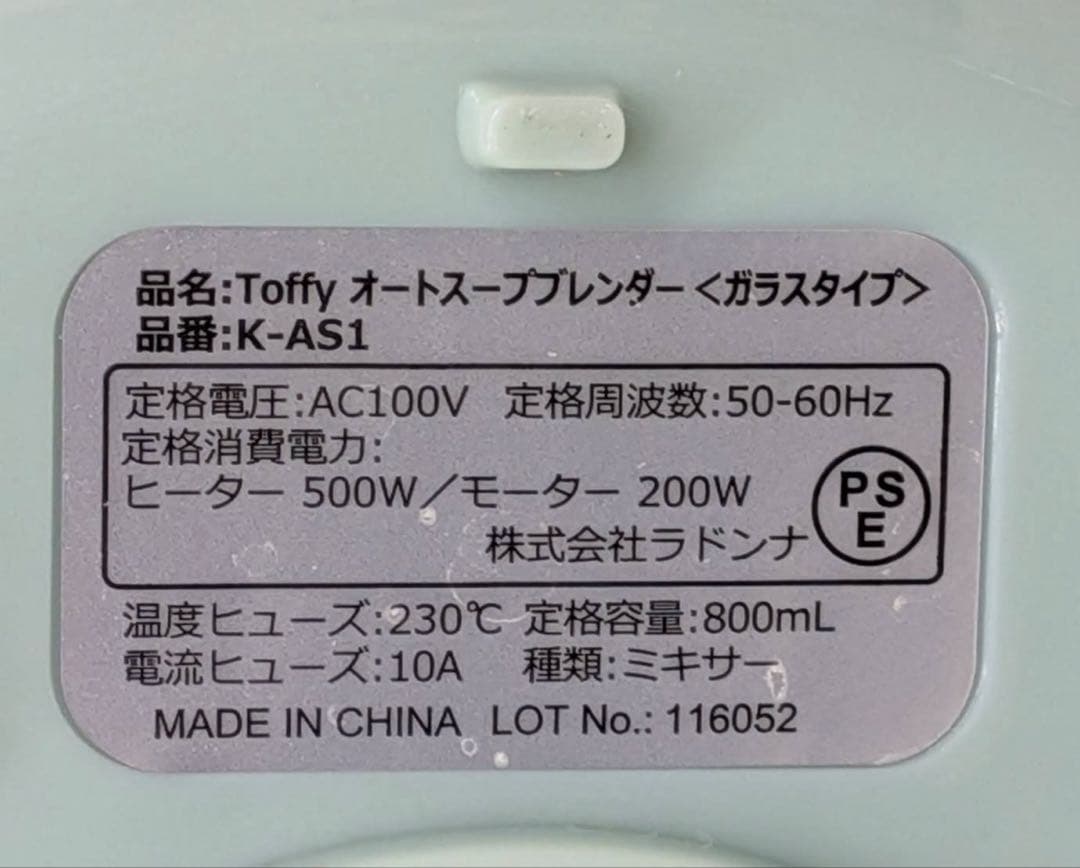 品名:Toffy オートスープブレンダー<ガラスタイプ>
品番:K-AS1
定格電圧:AC100V 定格周波数:50-60Hz
定格消費電力:
ヒーター 500W/モーター 200W
株式会社ラドンナ
PS
E
温度ヒューズ:230℃ 定格容量:800mL
電流ヒューズ:10A 種類:ミキサー
MADE IN CHINA LOT No.: 116052